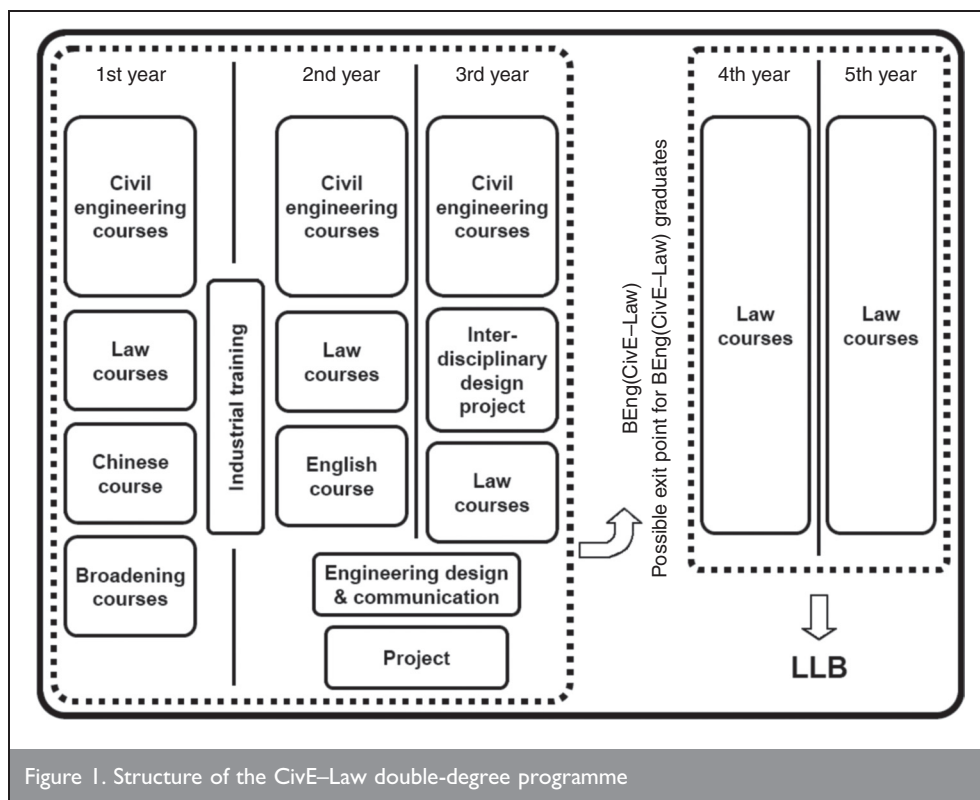 1st year
Civil
engineering
courses
Law
courses
Chinese
course
Broadening
courses
Industrial training
2nd year
Civil
engineering
courses
Law
courses
English
course
3rd year
Civil
engineering
courses
Inter-
disciplinary
design
project
Law
courses
Engineering design
& communication
Project
BEng(CivE–Law)
Possible exit point for BEng(CivE–Law) graduates
4th year
Law
courses
5th year
Law
courses
LLB
Figure 1. Structure of the CivE–Law double-degree programme